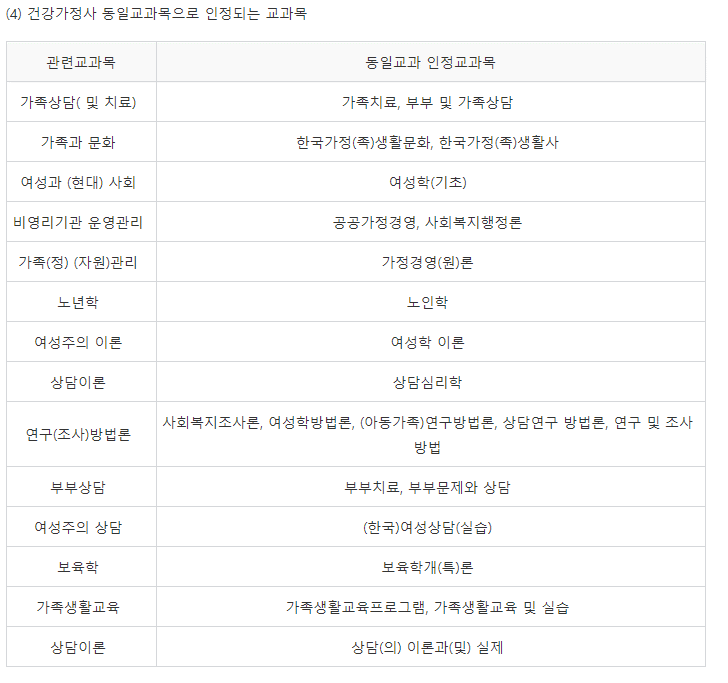 (4) 건강가정사 동일교과목으로 인정되는 교과목
관련교과목 동일교과 인정교과목
가족상담( 및 치료) 가족치료, 부부 및 가족상담
가족과 문화 한국가정(족)생활문화, 한국가정(족)생활사
여성과 (현대) 사회 여성학(기초)
비영리기관 운영관리 공공가정경영, 사회복지행정론
가족(정) (자원)관리 가정경영(원)론
노년학 노인학
여성주의 이론 여성학 이론
상담이론 상담심리학
연구(조사)방법론 사회복지조사론, 여성학방법론, (아동가족)연구방법론, 상담연구 방법론, 연구 및 조사
방법
부부상담 부부치료, 부부문제와 상담
여성주의 상담 (한국)여성상담(실습)
보육학 보육학개(특)론
가족생활교육 가족생활교육프로그램, 가족생활교육 및 실습
상담이론 상담(의) 이론과(및) 실제